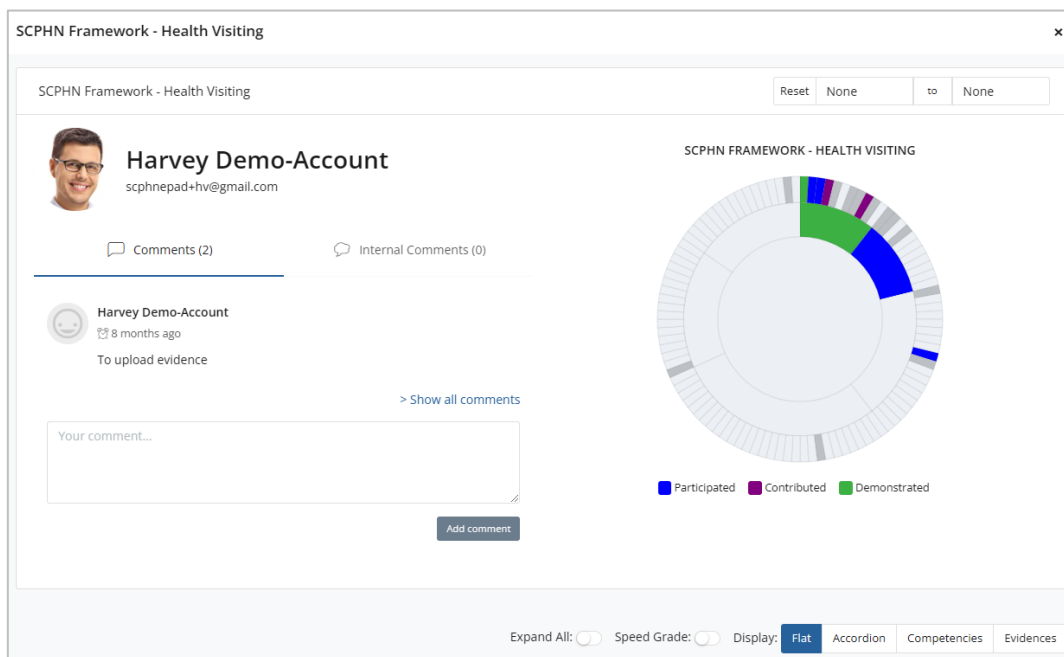 SCPHN Framework - Health Visiting
×
SCPHN Framework - Health Visiting
Reset None to None
Harvey Demo-Account
scphnepad+hv@gmail.com
Comments (2) Internal Comments (0)
Harvey Demo-Account
8 months ago
To upload evidence
> Show all comments
Your comment...
Add comment
SCPHN FRAMEWORK - HEALTH VISITING
Participated Contributed Demonstrated
Expand All: Speed Grade: Display: Flat Accordion Competencies Evidences